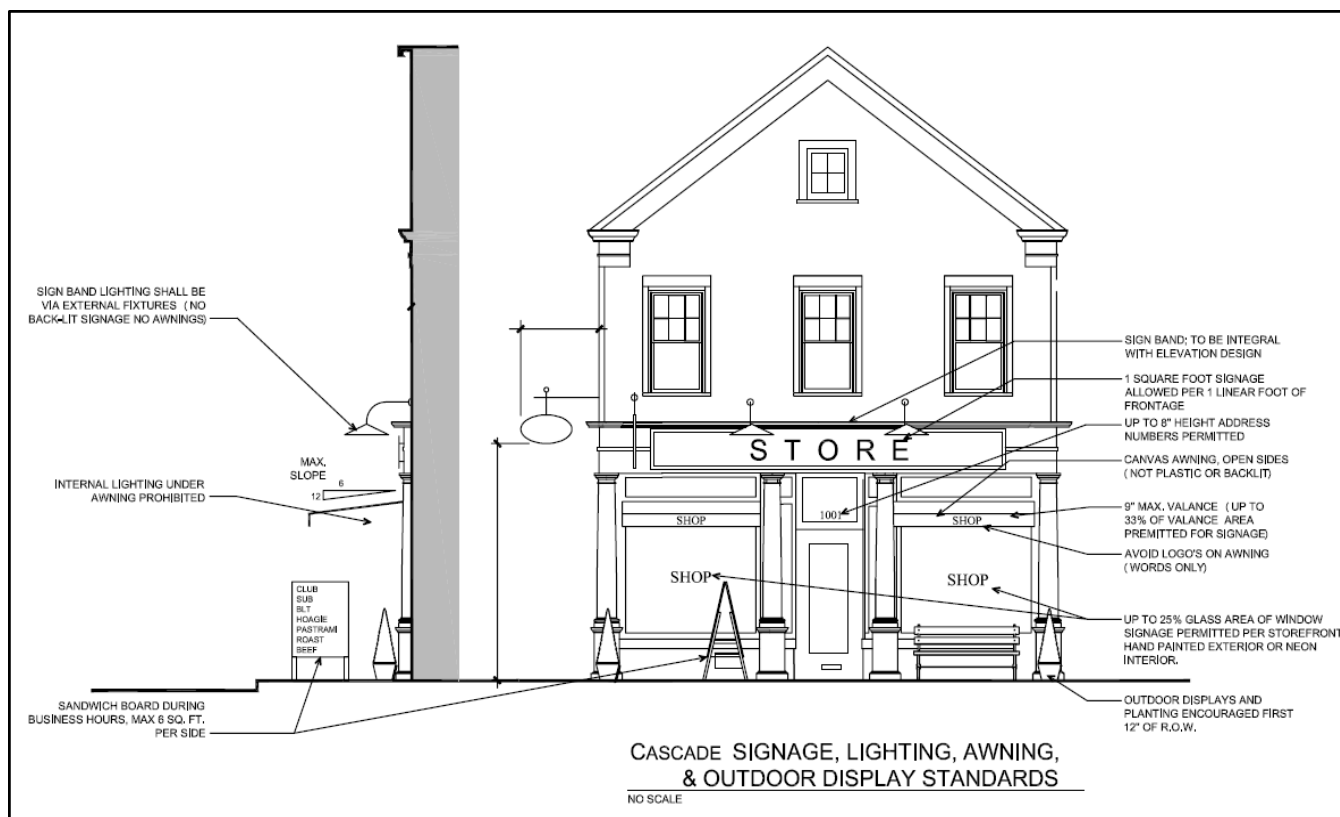 SIGN BAND LIGHTING SHALL BE
VIA EXTERNAL FIXTURES (NO
BACK-LIT SIGNAGE NO AWNINGS)
MAX.
SLOPE
6
12
INTERNAL LIGHTING UNDER
AWNING PROHIBITED
CLUB
SUB
BLT
HOAGIE
PASTRAMI
ROAST
BEEF
SANDWICH BOARD DURING
BUSINESS HOURS, MAX 6 SQ. FT.
PER SIDE
STORE
1001
SHOP
SHOP
SHOP
SHOP
SIGN BAND; TO BE INTEGRAL
WITH ELEVATION DESIGN
1 SQUARE FOOT SIGNAGE
ALLOWED PER 1 LINEAR FOOT OF
FRONTAGE
UP TO 8" HEIGHT ADDRESS
NUMBERS PERMITTED
CANVAS AWNING, OPEN SIDES
(NOT PLASTIC OR BACKLIT)
9" MAX. VALANCE (UP TO
33% OF VALANCE AREA
PREMITTED FOR SIGNAGE)
AVOID LOGO'S ON AWNING
(WORDS ONLY)
UP TO 25% GLASS AREA OF WINDOW
SIGNAGE PERMITTED PER STOREFRONT
HAND PAINTED EXTERIOR OR NEON
INTERIOR.
OUTDOOR DISPLAYS AND
PLANTING ENCOURAGED FIRST
12" OF R.O.W.
CASCADE SIGNAGE, LIGHTING, AWNING,
& OUTDOOR DISPLAY STANDARDS
NO SCALE